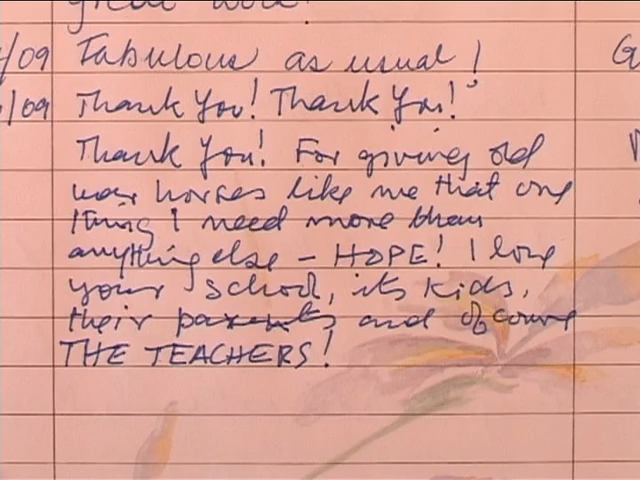 great work!
/09 Fabulous as usual! G
/09 Thank You! Thank You!
Thank You! For giving old
war horses like me that one
thing I need more than
anything else - HOPE! I love
your school, its kids,
their parents and of course
THE TEACHERS!